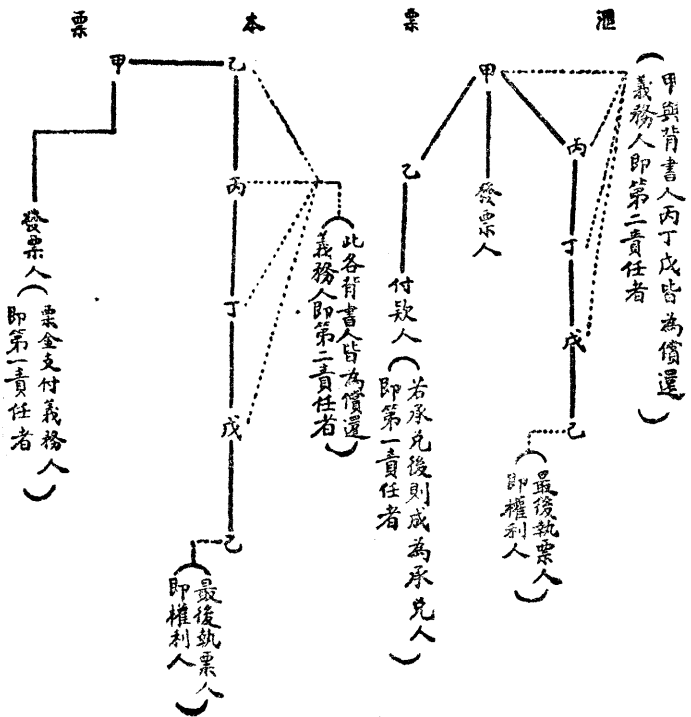 滙票
甲
(甲與背書人丙丁戊皆為償還
義務人即第二責任者)
丙
丁
戊
己
(最後執票人
即權利人)
發票人
乙
付欵人
(若承兌後則成為承兌人
即第一責任者)
本票
甲
乙
丙
丁
戊
己
(此各背書人皆為償還
義務人即第二責任者)
(最後執票人
即權利人)
發票人
(票金支付義務人
即第一責任者)